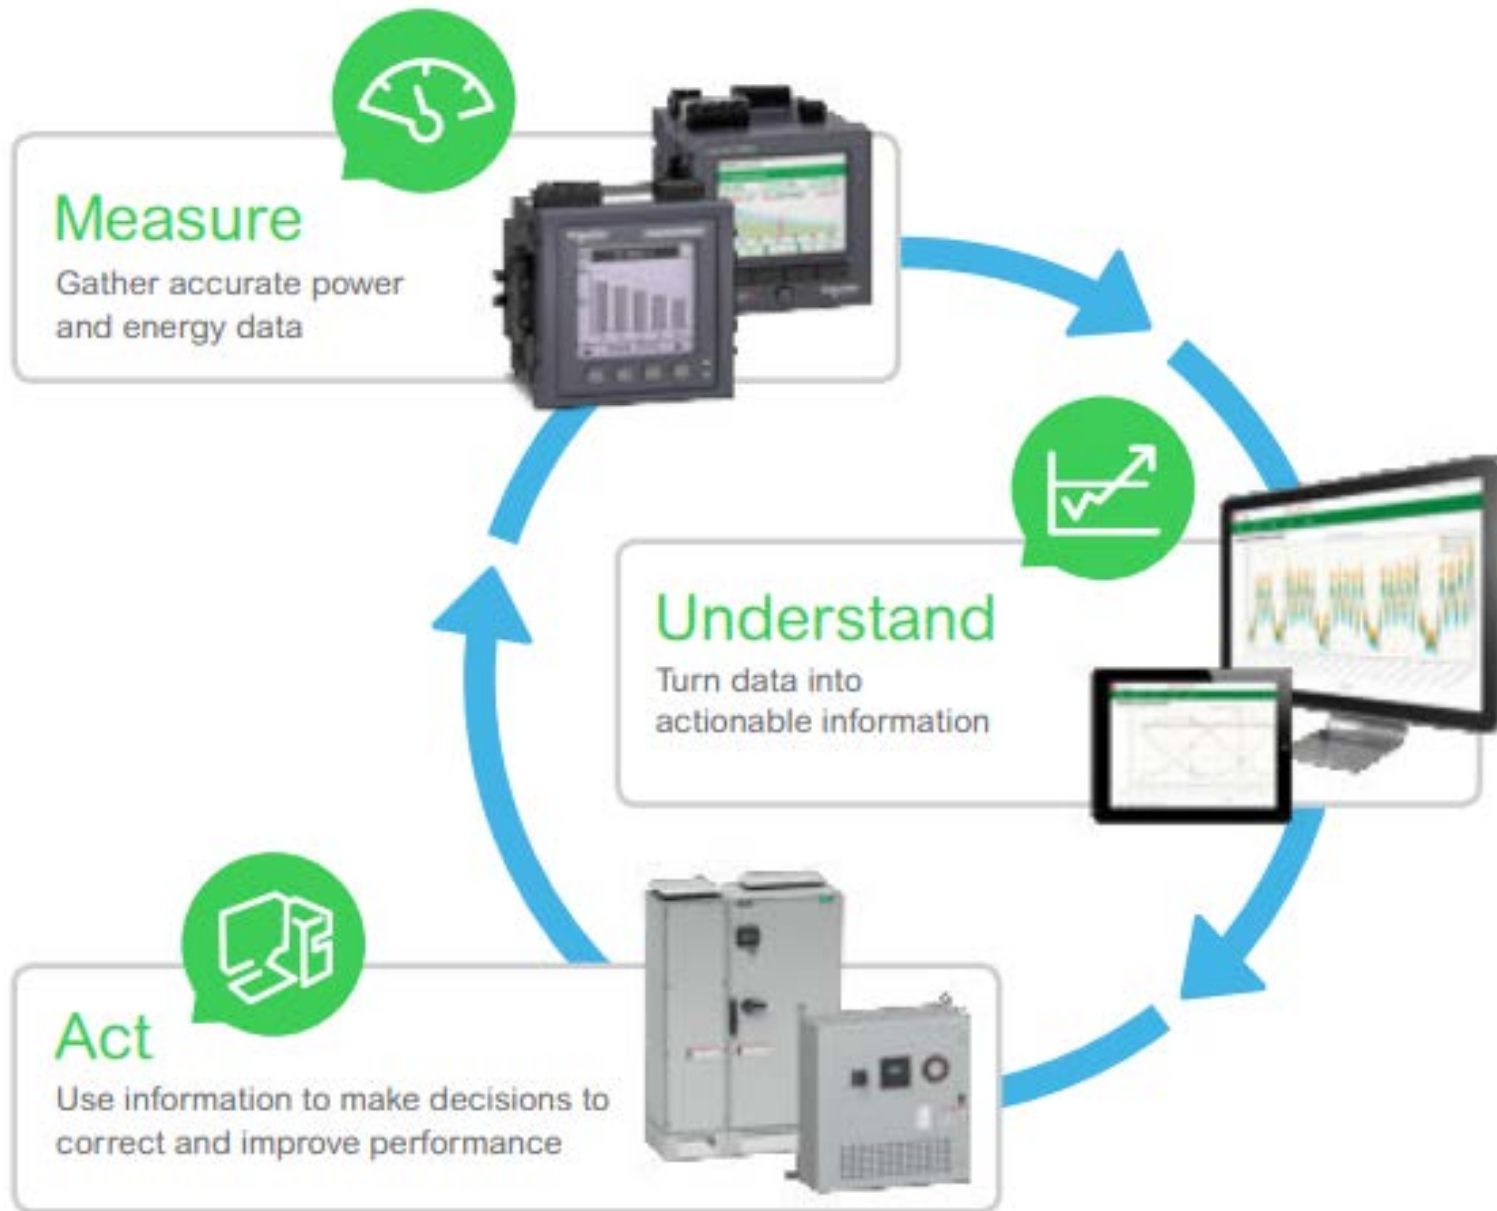 Measure
Gather accurate power
and energy data
Understand
Turn data into
actionable information
Act
Use information to make decisions to
correct and improve performance